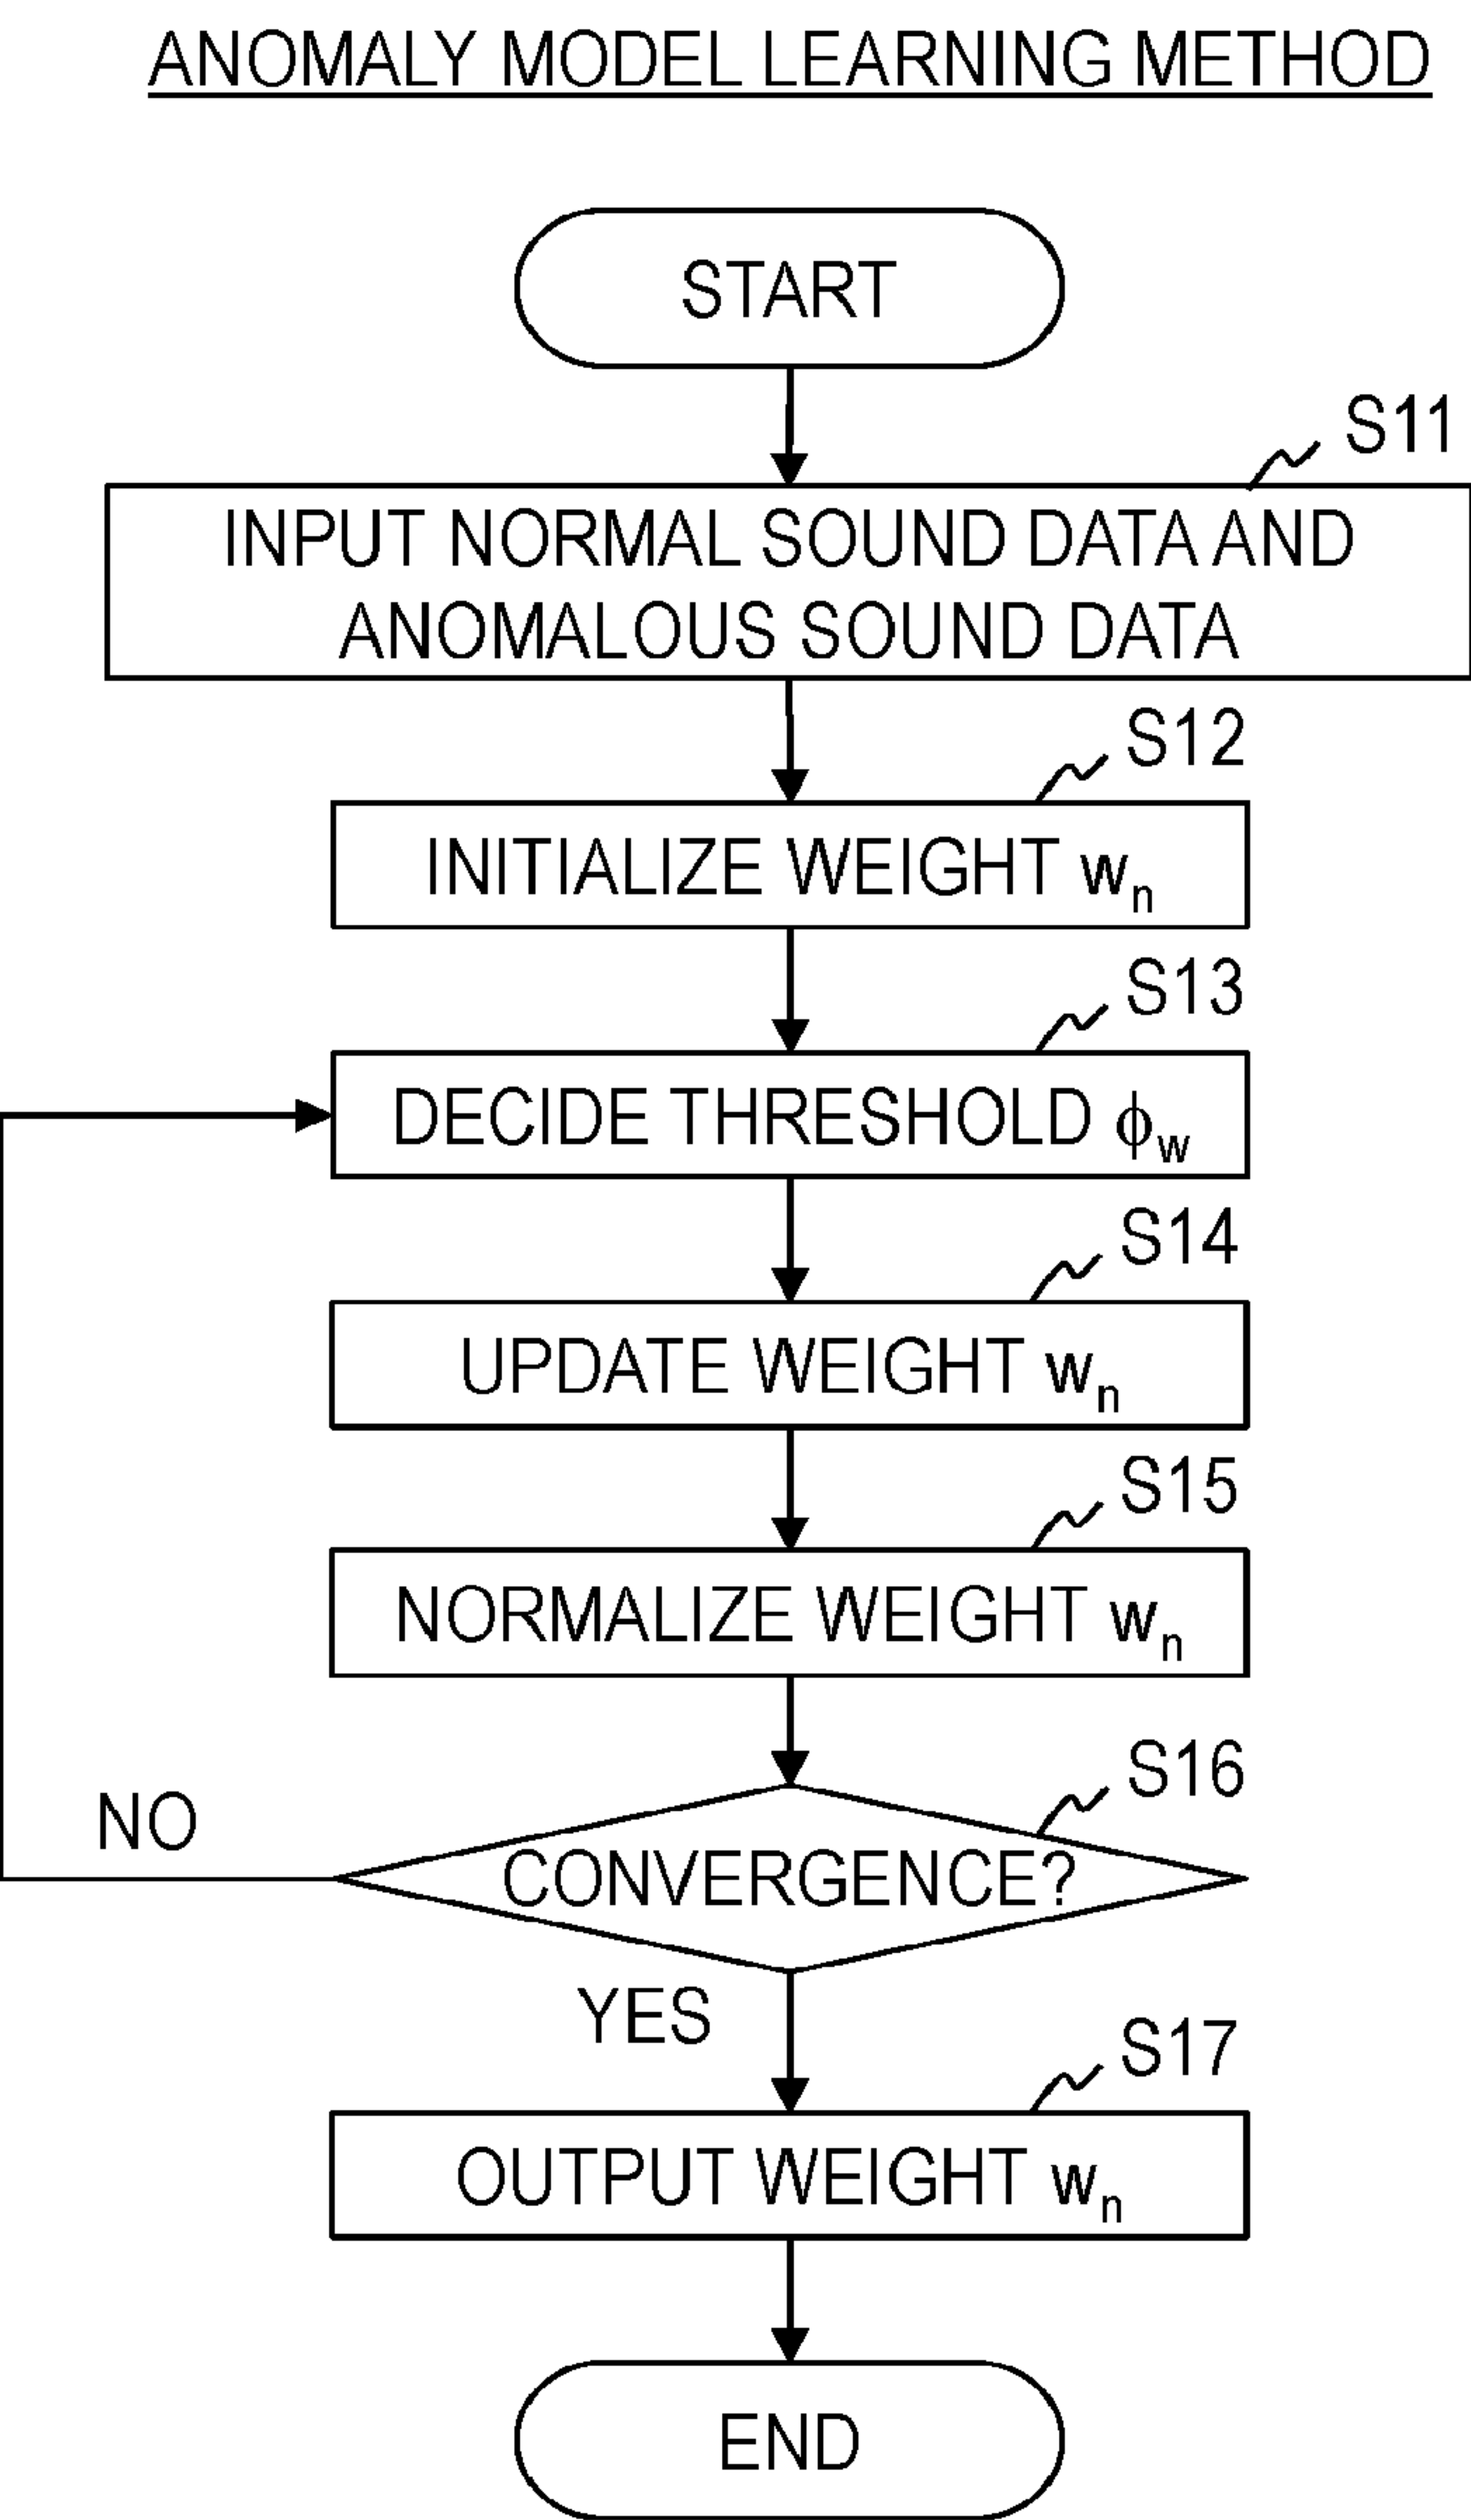 ANOMALY MODEL LEARNING METHOD
START
S11
INPUT NORMAL SOUND DATA AND
ANOMALOUS SOUND DATA
S12
INITIALIZE WEIGHT wn
S13
DECIDE THRESHOLD ϕw
S14
UPDATE WEIGHT wn
S15
NORMALIZE WEIGHT wn
S16
NO
CONVERGENCE?
YES
S17
OUTPUT WEIGHT wn
END